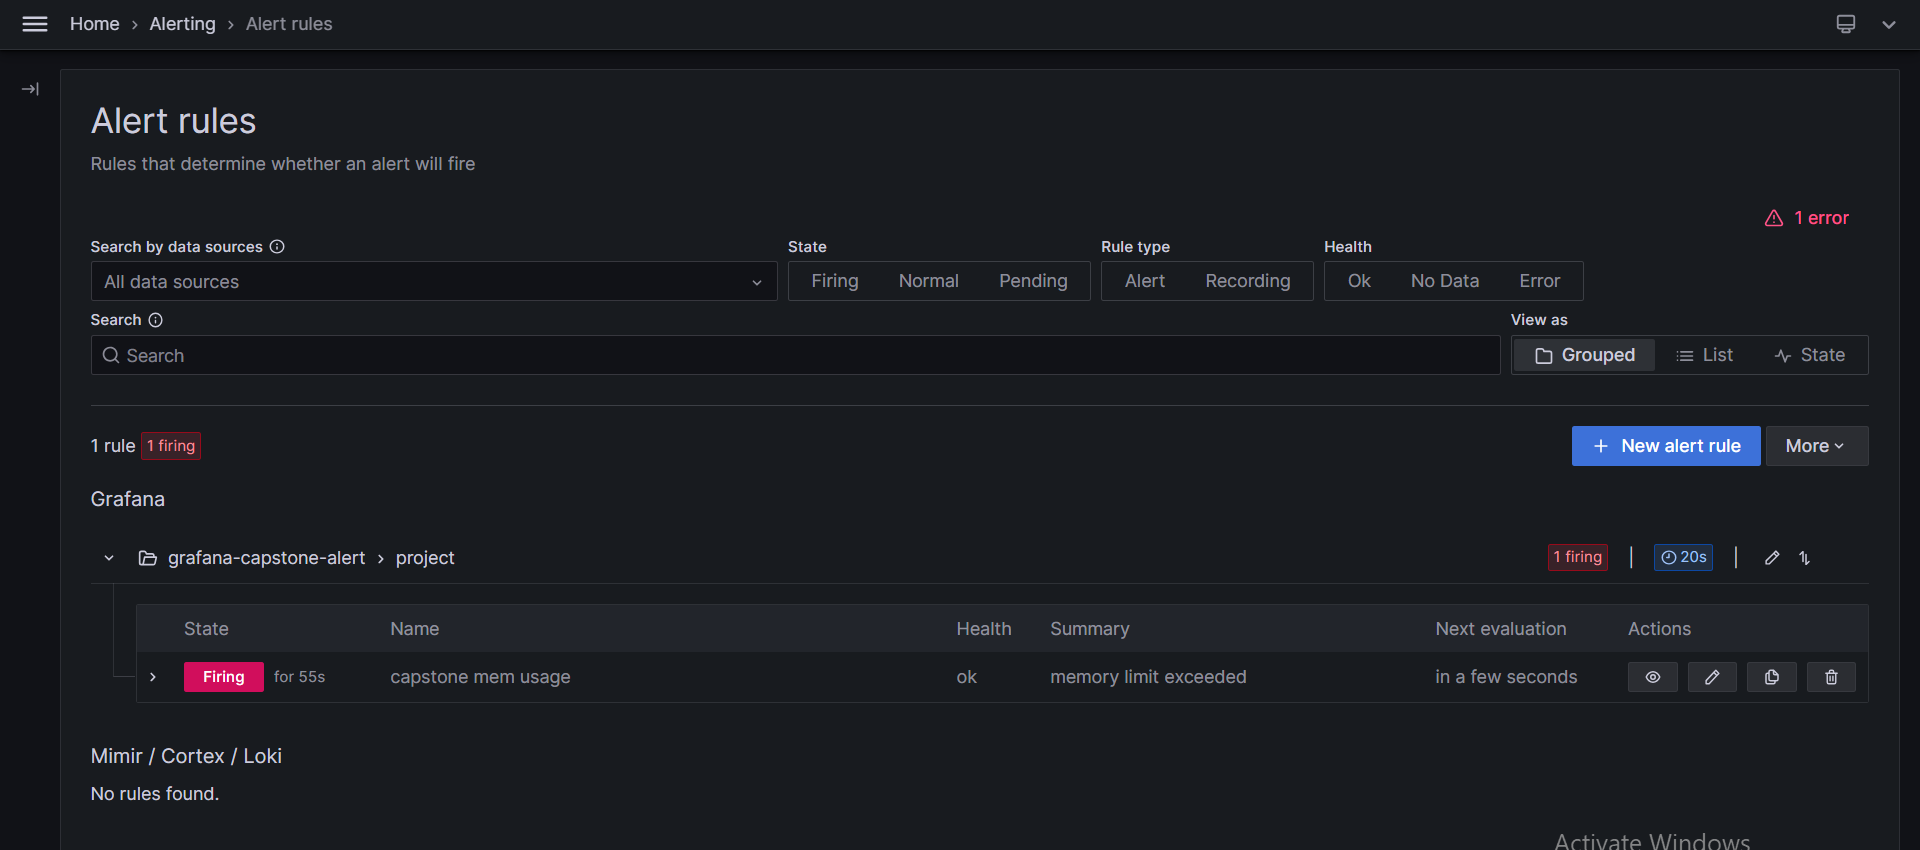 Home › Alerting › Alert rules
Alert rules
Rules that determine whether an alert will fire
1 error
Search by data sources
State
Rule type
Health
All data sources
Firing Normal Pending
Alert Recording
Ok No Data Error
Search
View as
Search
Grouped List State
1 rule 1 firing
+ New alert rule More
Grafana
grafana-capstone-alert › project
1 firing 20s
State Name Health Summary Next evaluation Actions
Firing for 55s capstone mem usage ok memory limit exceeded in a few seconds
Mimir / Cortex / Loki
No rules found.
Activate Windows